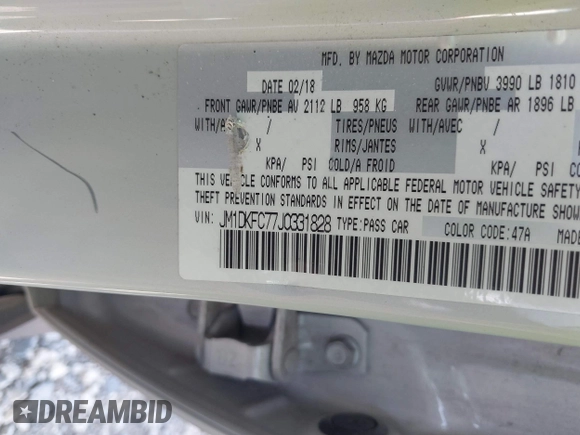 MFD. BY MAZDA MOTOR CORPORATION
DATE 02/18 GVWR/PNBV 3990 LB 1810
FRONT GAWR/PNBE AV 2112 LB 958 KG REAR GAWR/PNBE AR 1896 LB
WITH/A / TIRES/PNEUS WITH/AVEC /
X RIMS/JANTES X
KPA/ PSI COLD/A FROID KPA/ PSI
THIS VEHICLE CONFORMS TO ALL APPLICABLE FEDERAL MOTOR VEHICLE SAFETY
THEFT PREVENTION STANDARDS IN EFFECT ON THE DATE OF MANUFACTURE
VIN: JM1DKFC77J0331828 TYPE:PASS CAR
COLOR CODE:47A MADE
DREAMBID